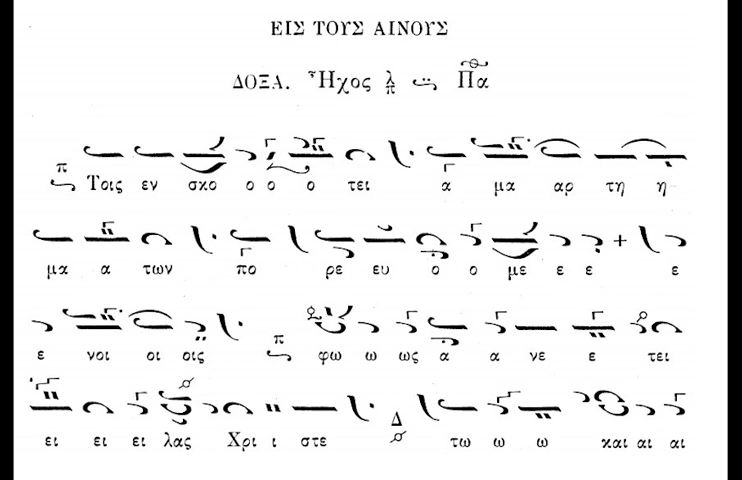 ΕΙΣ ΤΟΥΣ ΑΙΝΟΥΣ
ΔΟΞΑ. Ἦχος λ π Πα
π Τοις εν σκο ο ο ο τει α μα αρ τη η
μα α των πο ρε ευ ο ο με ε ε ε
ε νοι οι οις π φω ω ως α α νε ε τει
ει ει ει λας Χρι ι στε Δ τω ω ω και αι αι